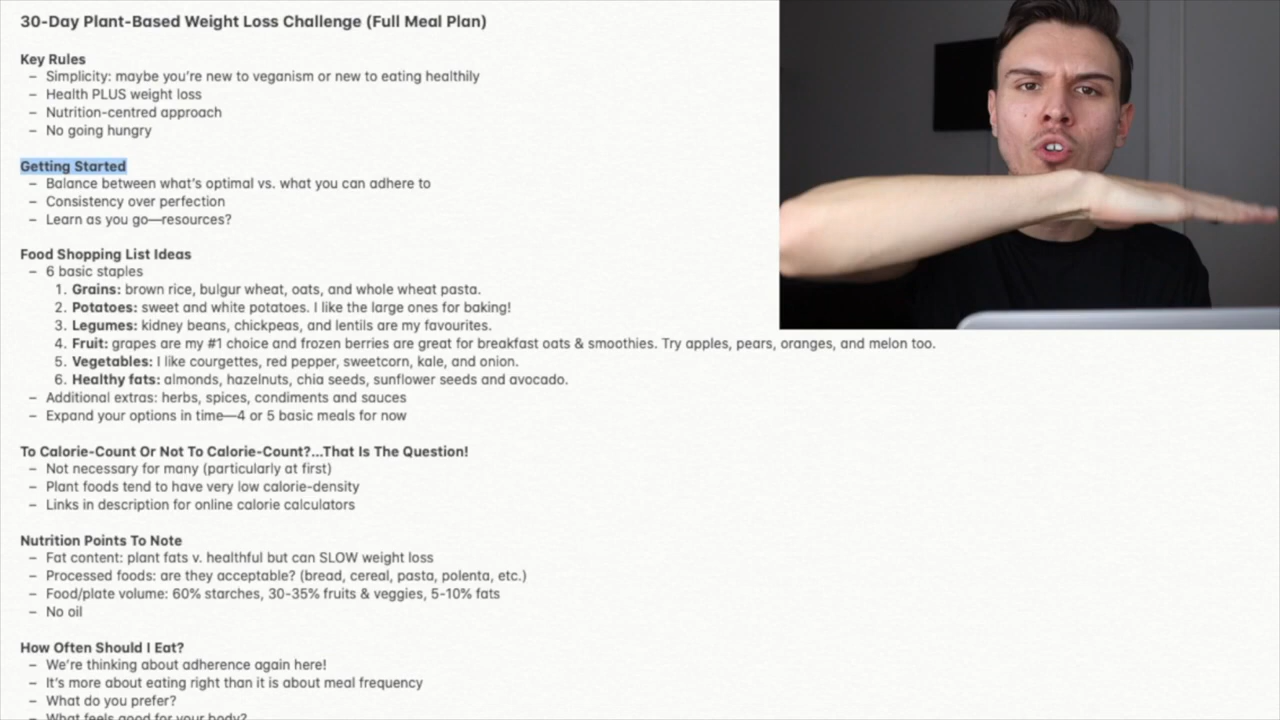 30-Day Plant-Based Weight Loss Challenge (Full Meal Plan)
Key Rules
– Simplicity: maybe you're new to veganism or new to eating healthily
– Health PLUS weight loss
– Nutrition-centred approach
– No going hungry
Getting Started
– Balance between what's optimal vs. what you can adhere to
– Consistency over perfection
– Learn as you go—resources?
Food Shopping List Ideas
– 6 basic staples
1. Grains: brown rice, bulgur wheat, oats, and whole wheat pasta.
2. Potatoes: sweet and white potatoes. I like the large ones for baking!
3. Legumes: kidney beans, chickpeas, and lentils are my favourites.
4. Fruit: grapes are my #1 choice and frozen berries are great for breakfast oats & smoothies. Try apples, pears, oranges, and melon too.
5. Vegetables: I like courgettes, red pepper, sweetcorn, kale, and onion.
6. Healthy fats: almonds, hazelnuts, chia seeds, sunflower seeds and avocado.
– Additional extras: herbs, spices, condiments and sauces
– Expand your options in time—4 or 5 basic meals for now
To Calorie-Count Or Not To Calorie-Count?...That Is The Question!
– Not necessary for many (particularly at first)
– Plant foods tend to have very low calorie-density
– Links in description for online calorie calculators
Nutrition Points To Note
– Fat content: plant fats v. healthful but can SLOW weight loss
– Processed foods: are they acceptable? (bread, cereal, pasta, polenta, etc.)
– Food/plate volume: 60% starches, 30-35% fruits & veggies, 5-10% fats
– No oil
How Often Should I Eat?
– We're thinking about adherence again here!
– It's more about eating right than it is about meal frequency
– What do you prefer?
– What feels good for your body?